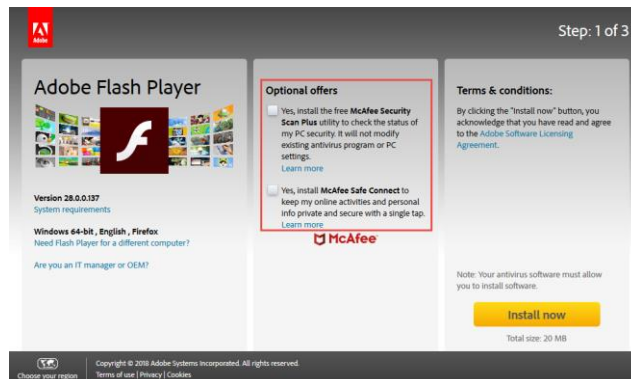 Adobe
Step: 1 of 3
Adobe Flash Player
Version 28.0.0.137
System requirements
Windows 64-bit , English , Firefox
Need Flash Player for a different computer?
Are you an IT manager or OEM?
Optional offers
Yes, install the free McAfee Security
Scan Plus utility to check the status of
my PC security. It will not modify
existing antivirus program or PC
settings.
Learn more
Yes, install McAfee Safe Connect to
keep my online activities and personal
info private and secure with a single tap.
Learn more
McAfee
Terms & conditions:
By clicking the "Install now" button, you
acknowledge that you have read and agree
to the Adobe Software Licensing
Agreement.
Note: Your antivirus software must allow
you to install software.
Install now
Total size: 20 MB
Choose your region
Copyright © 2018 Adobe Systems Incorporated. All rights reserved.
Terms of use | Privacy | Cookies